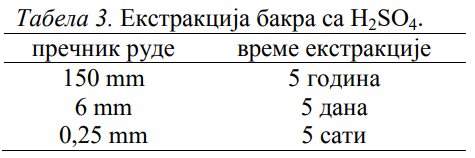 Табела 3. Екстракција бакра са H₂SO₄.
пречник руде време екстракције
150 mm 5 година
6 mm 5 дана
0,25 mm 5 сати